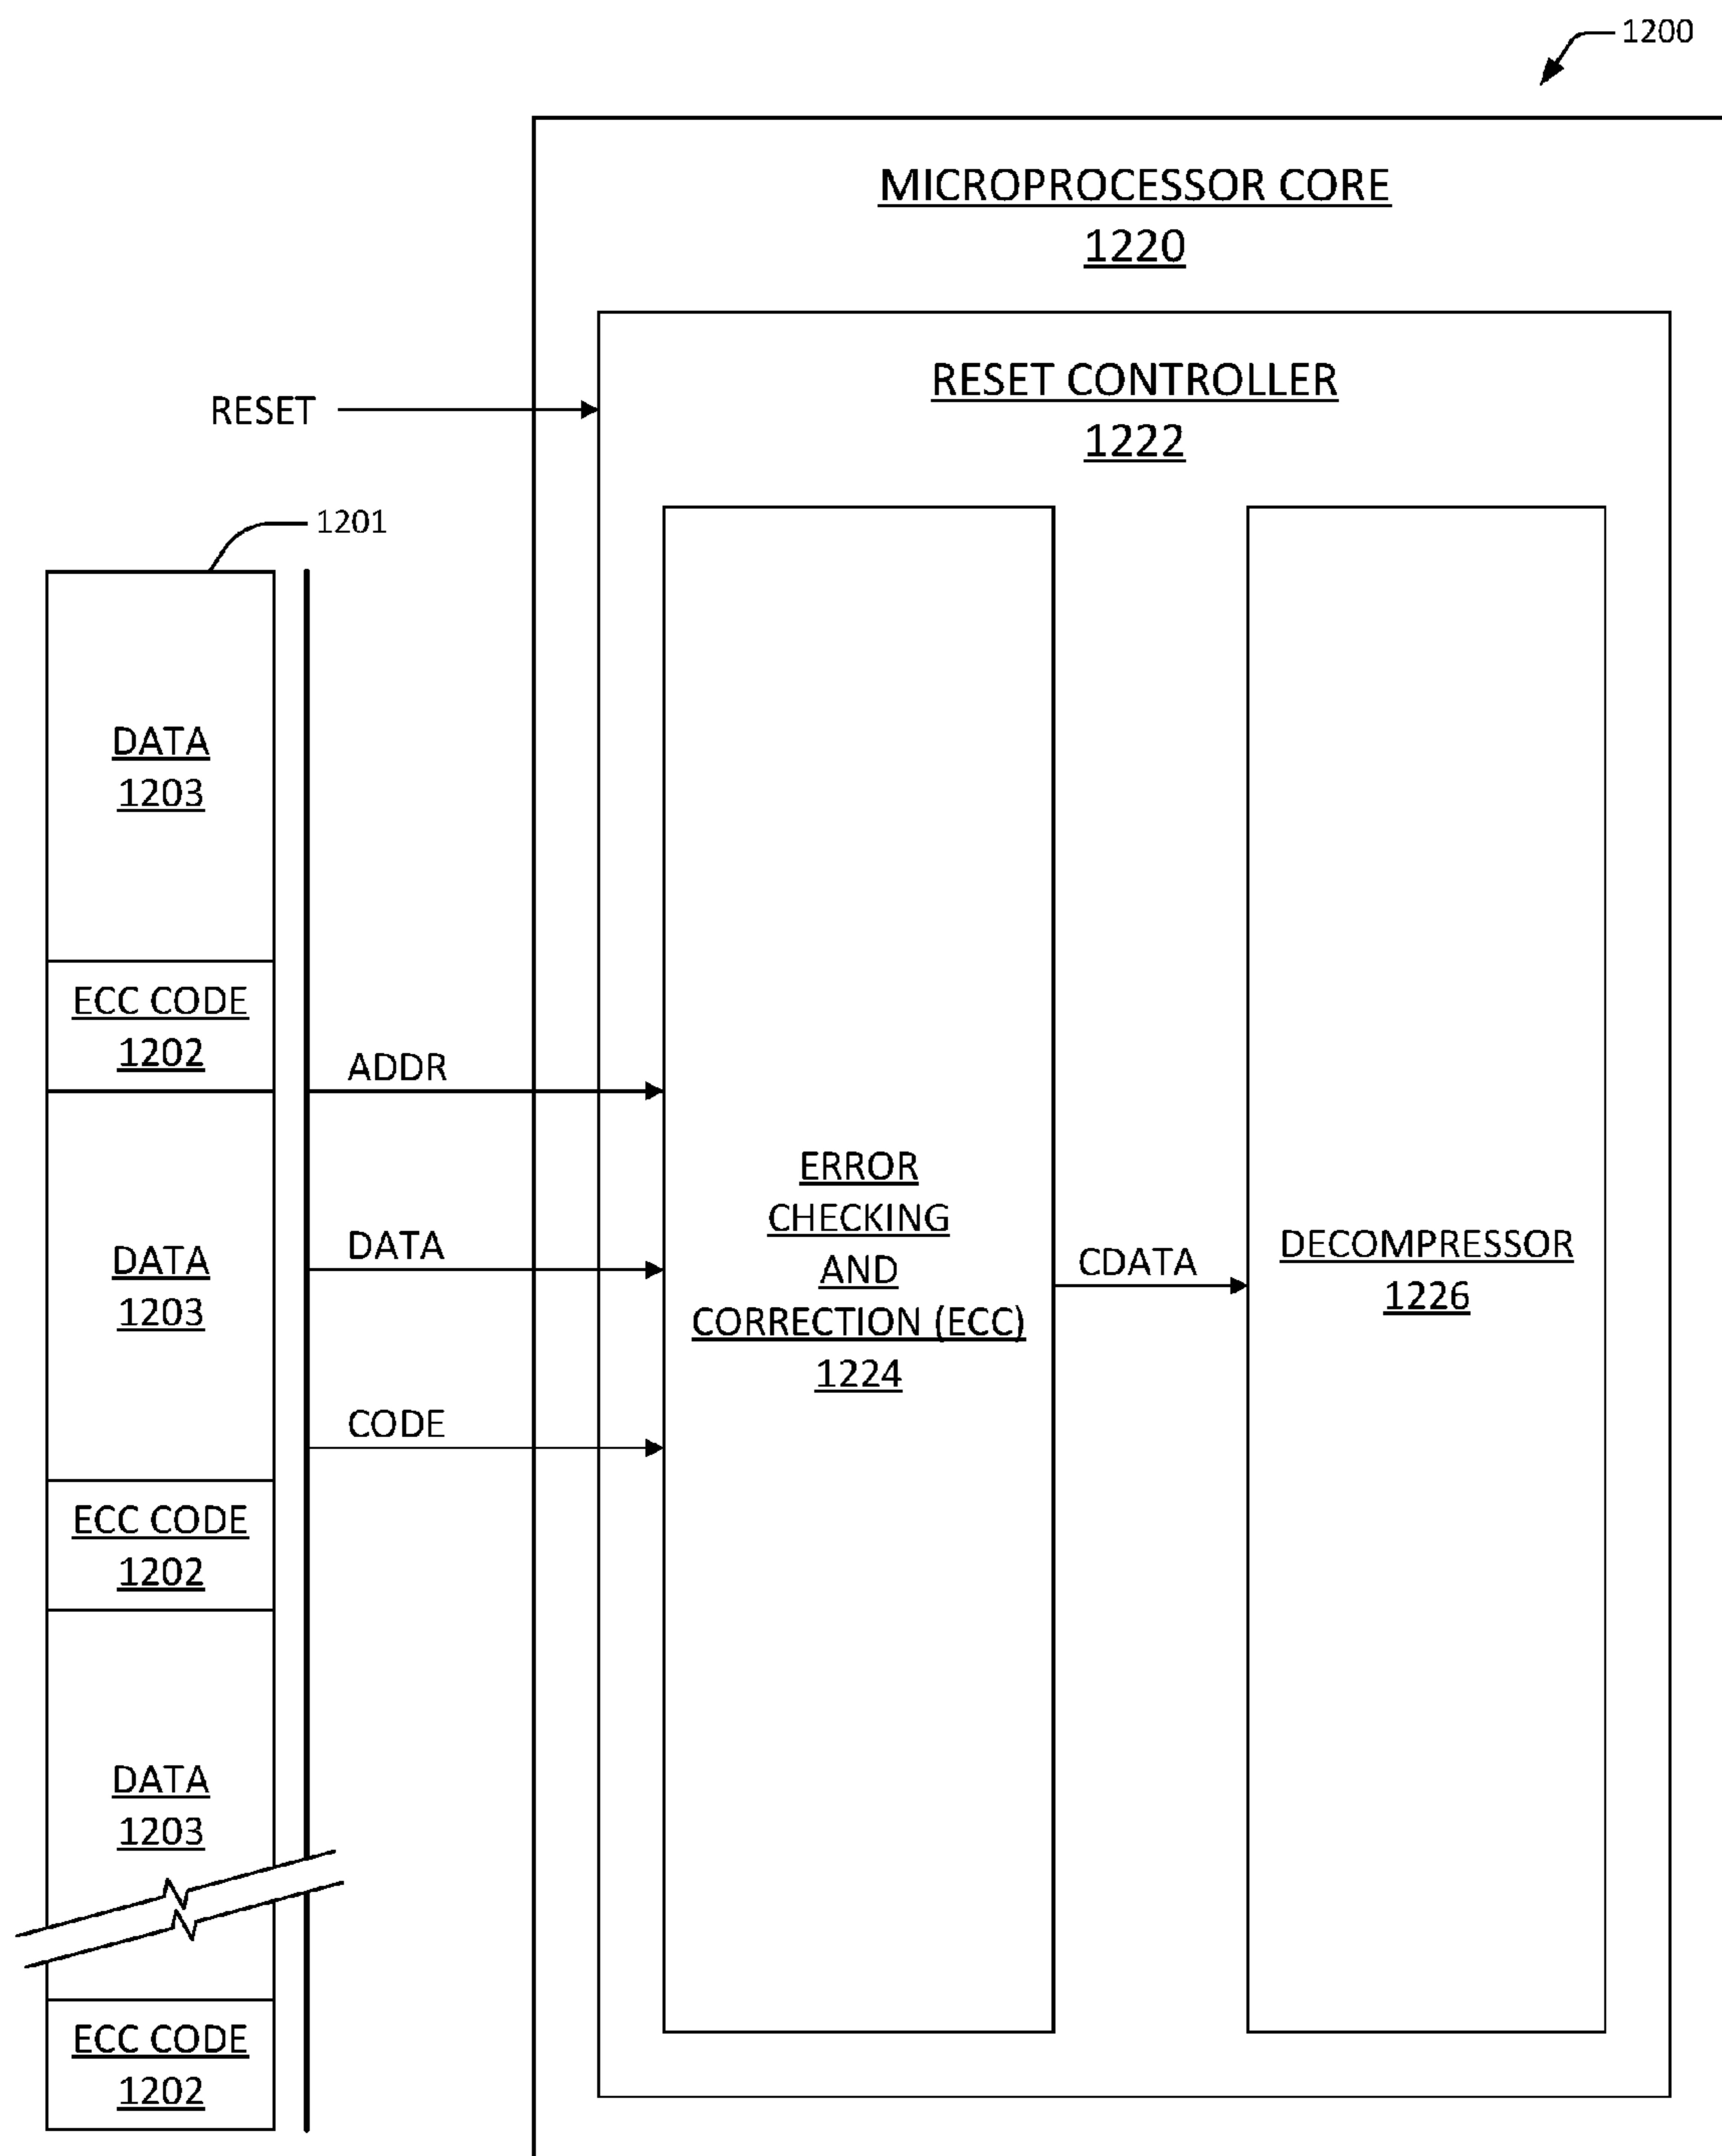 1200
MICROPROCESSOR CORE
1220
RESET CONTROLLER
1222
RESET
1201
DATA
1203
ECC CODE
1202
ADDR
DATA
1203
DATA
CODE
ECC CODE
1202
DATA
1203
ECC CODE
1202
ERROR
CHECKING
AND
CORRECTION (ECC)
1224
CDATA
DECOMPRESSOR
1226